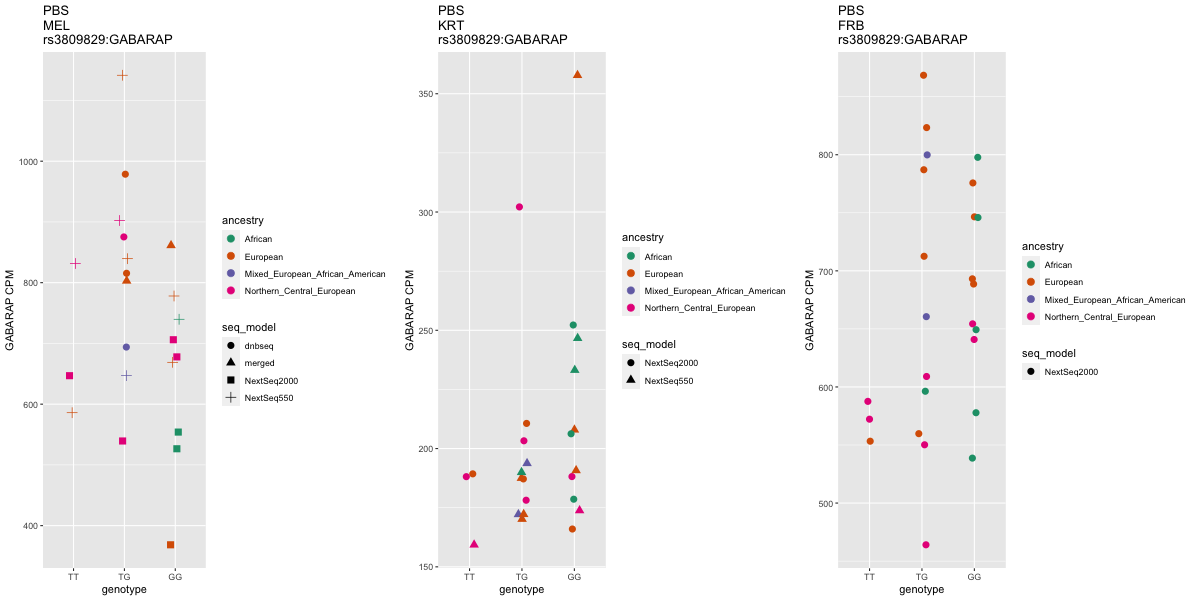 PBS
MEL
rs3809829:GABARAP
GABARAP CPM
1000
800
600
400
TT
TG
GG
genotype
ancestry
African
European
Mixed_European_African_American
Northern_Central_European
seq_model
dnbseq
merged
NextSeq2000
NextSeq550
PBS
KRT
rs3809829:GABARAP
GABARAP CPM
350
300
250
200
150
TT
TG
GG
genotype
ancestry
African
European
Mixed_European_African_American
Northern_Central_European
seq_model
NextSeq2000
NextSeq550
PBS
FRB
rs3809829:GABARAP
GABARAP CPM
800
700
600
500
TT
TG
GG
genotype
ancestry
African
European
Mixed_European_African_American
Northern_Central_European
seq_model
NextSeq2000